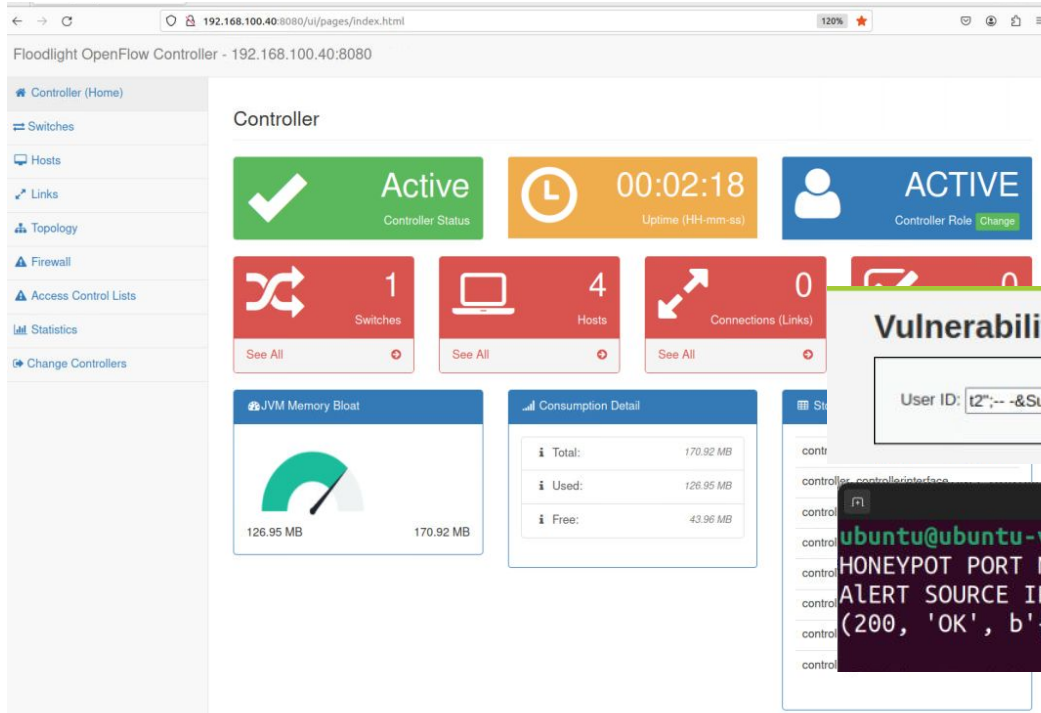 192.168.100.40:8080/ui/pages/index.html
120%
Floodlight OpenFlow Controller - 192.168.100.40:8080
Controller (Home)
Switches
Hosts
Links
Topology
Firewall
Access Control Lists
Statistics
Change Controllers
Controller
Active
Controller Status
00:02:18
Uptime (HH-mm-ss)
ACTIVE
Controller Role Change
1
Switches
See All
4
Hosts
See All
0
Connections (Links)
See All
0
JVM Memory Bloat
126.95 MB 170.92 MB
Consumption Detail
Total: 170.92 MB
Used: 126.95 MB
Free: 43.96 MB
User ID: t2";-- -&Su
ubuntu@ubuntu-
HONEYPOT PORT
ALERT SOURCE
(200, 'OK', b'